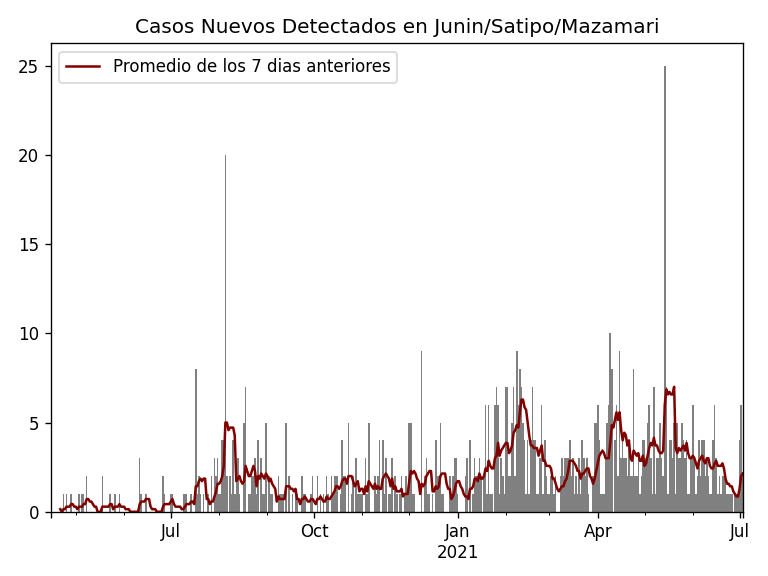 Casos Nuevos Detectados en Junin/Satipo/Mazamari
Promedio de los 7 dias anteriores
25
20
15
10
5
0
Jul Oct Jan Apr Jul
2021